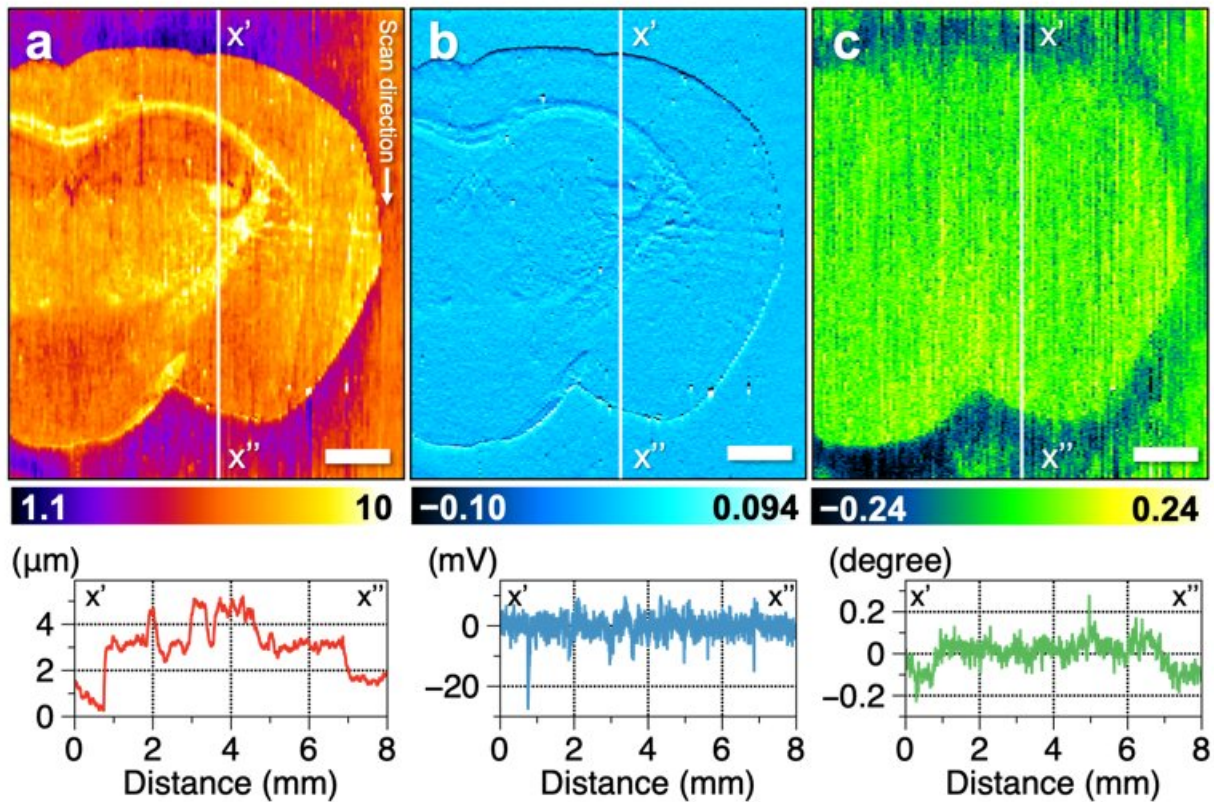 a x' b x' c x'
Scan direction
x" x" x"
1.1 10 −0.10 0.094 −0.24 0.24
(μm) (mV) (degree)
x' x" x' x" x' x"
4
2
0
0
−20
0.2
0
−0.2
0 2 4 6 8 0 2 4 6 8 0 2 4 6 8
Distance (mm) Distance (mm) Distance (mm)